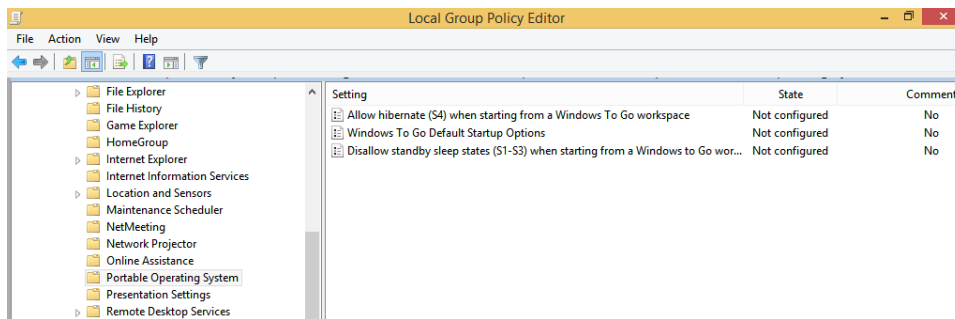 Local Group Policy Editor
File Action View Help
File Explorer
File History
Game Explorer
HomeGroup
Internet Explorer
Internet Information Services
Location and Sensors
Maintenance Scheduler
NetMeeting
Network Projector
Online Assistance
Portable Operating System
Presentation Settings
Remote Desktop Services
Setting State Comment
Allow hibernate (S4) when starting from a Windows To Go workspace Not configured No
Windows To Go Default Startup Options Not configured No
Disallow standby sleep states (S1-S3) when starting from a Windows to Go wor... Not configured No